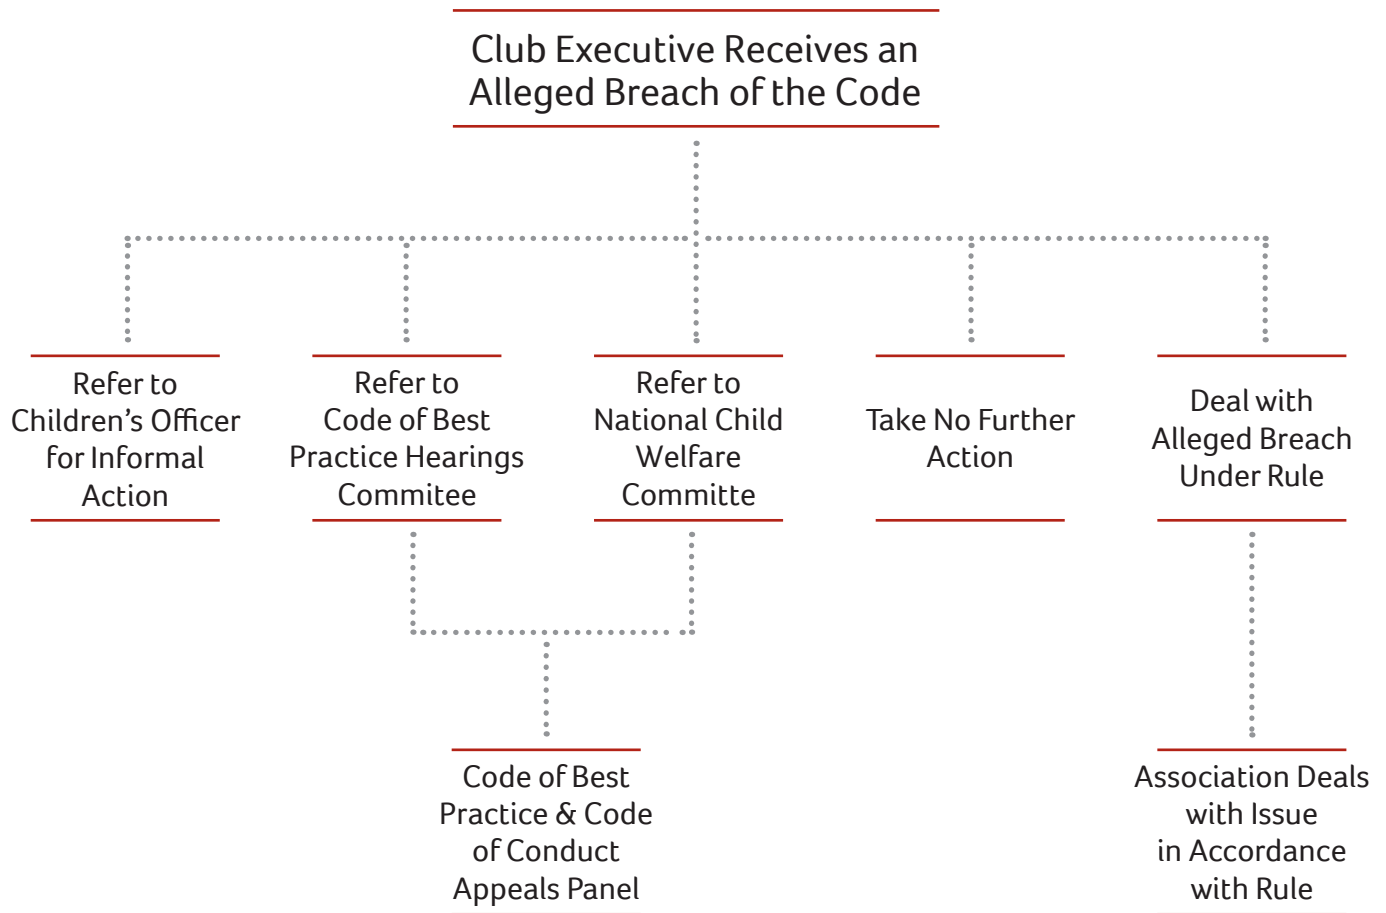 Club Executive Receives an
Alleged Breach of the Code
Refer to
Children's Officer
for Informal
Action
Refer to
Code of Best
Practice Hearings
Commitee
Refer to
National Child
Welfare
Committe
Take No Further
Action
Deal with
Alleged Breach
Under Rule
Code of Best
Practice & Code
of Conduct
Appeals Panel
Association Deals
with Issue
in Accordance
with Rule